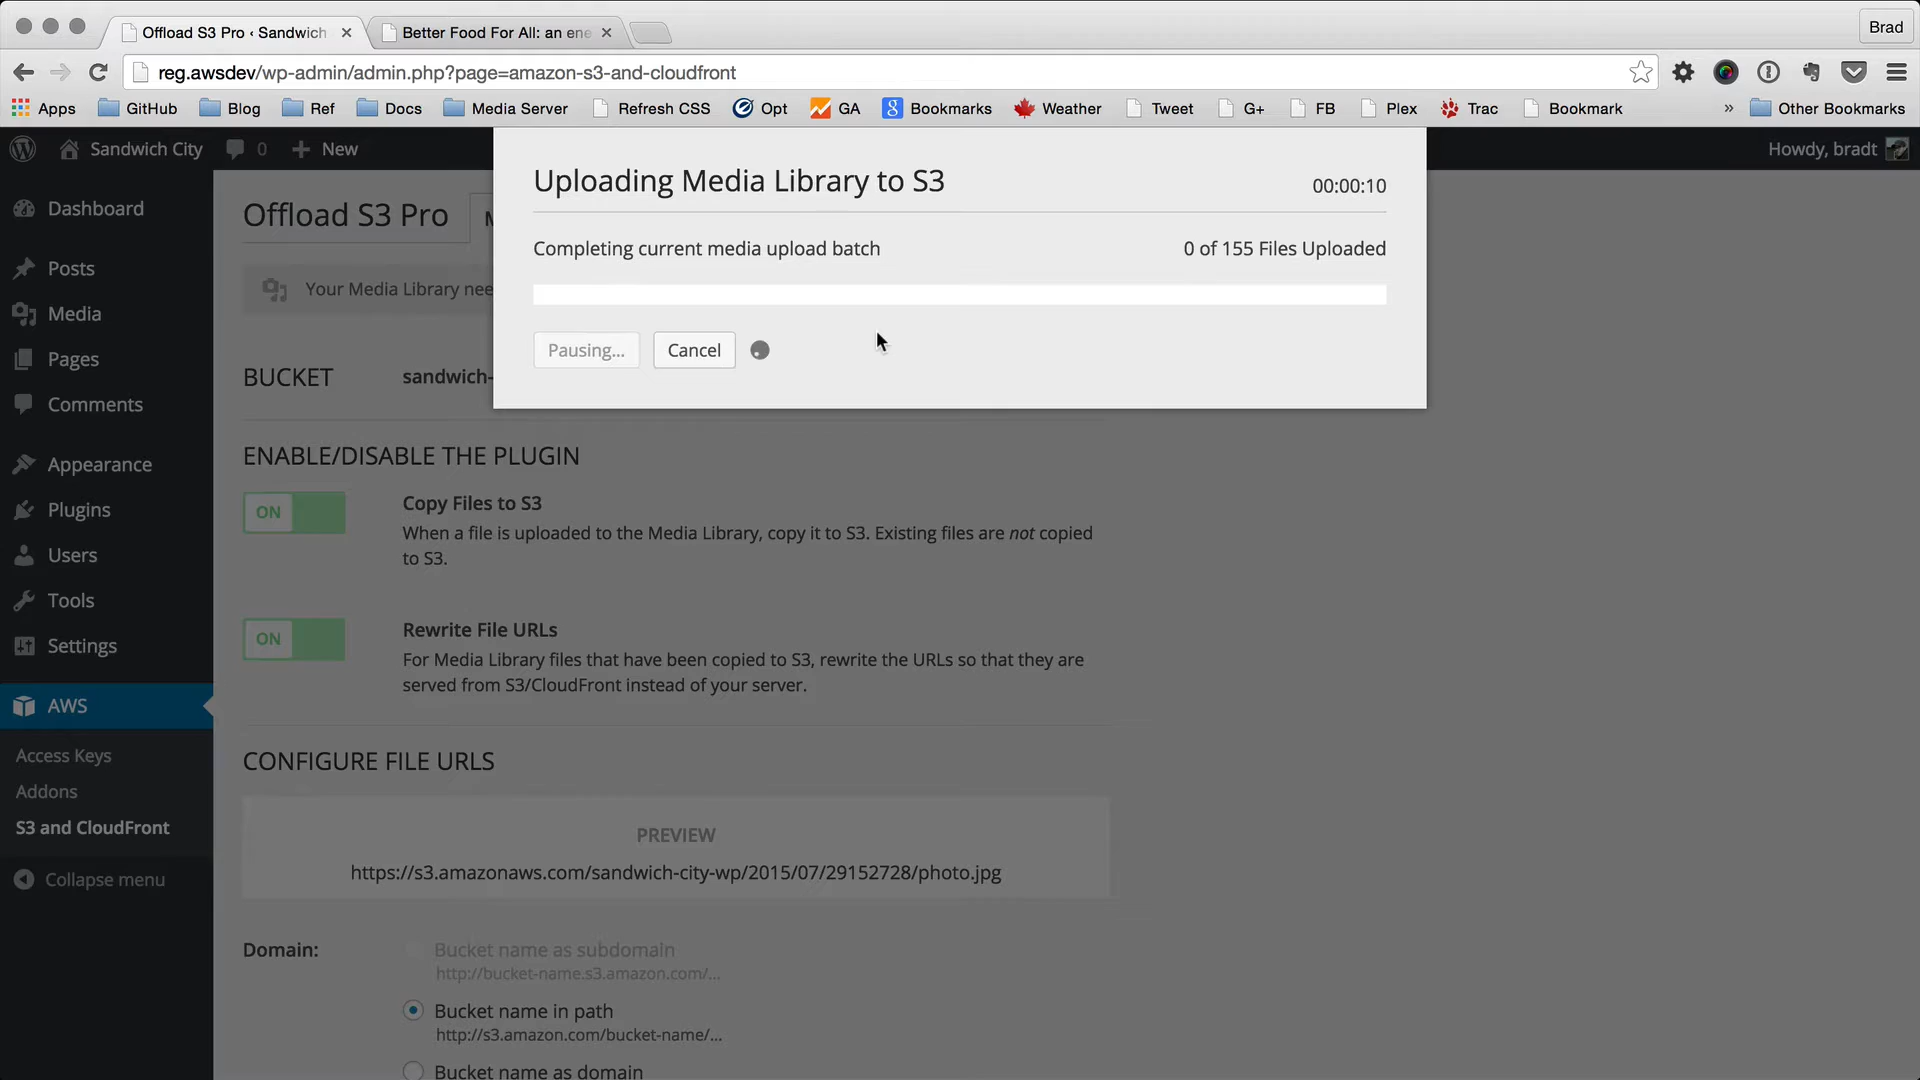 Offload S3 Pro ‹ Sandwich
Better Food For All: an ene
Brad
reg.awsdev/wp-admin/admin.php?page=amazon-s3-and-cloudfront
Apps GitHub Blog Ref Docs Media Server Refresh CSS Opt GA Bookmarks Weather Tweet G+ FB Plex Trac Bookmark » Other Bookmarks
Sandwich City 0 New Howdy, bradt
Dashboard
Posts
Media
Pages
Comments
Appearance
Plugins
Users
Tools
Settings
AWS
Access Keys
Addons
S3 and CloudFront
Collapse menu
Uploading Media Library to S3 00:00:10
Completing current media upload batch 0 of 155 Files Uploaded
Pausing... Cancel
Offload S3 Pro
Your Media Library nee
BUCKET sandwich-
ENABLE/DISABLE THE PLUGIN
ON Copy Files to S3
When a file is uploaded to the Media Library, copy it to S3. Existing files are not copied
to S3.
ON Rewrite File URLs
For Media Library files that have been copied to S3, rewrite the URLs so that they are
served from S3/CloudFront instead of your server.
CONFIGURE FILE URLS
PREVIEW
https://s3.amazonaws.com/sandwich-city-wp/2015/07/29152728/photo.jpg
Domain: Bucket name as subdomain
http://bucket-name.s3.amazon.com/...
Bucket name in path
http://s3.amazon.com/bucket-name/...
Bucket name as domain